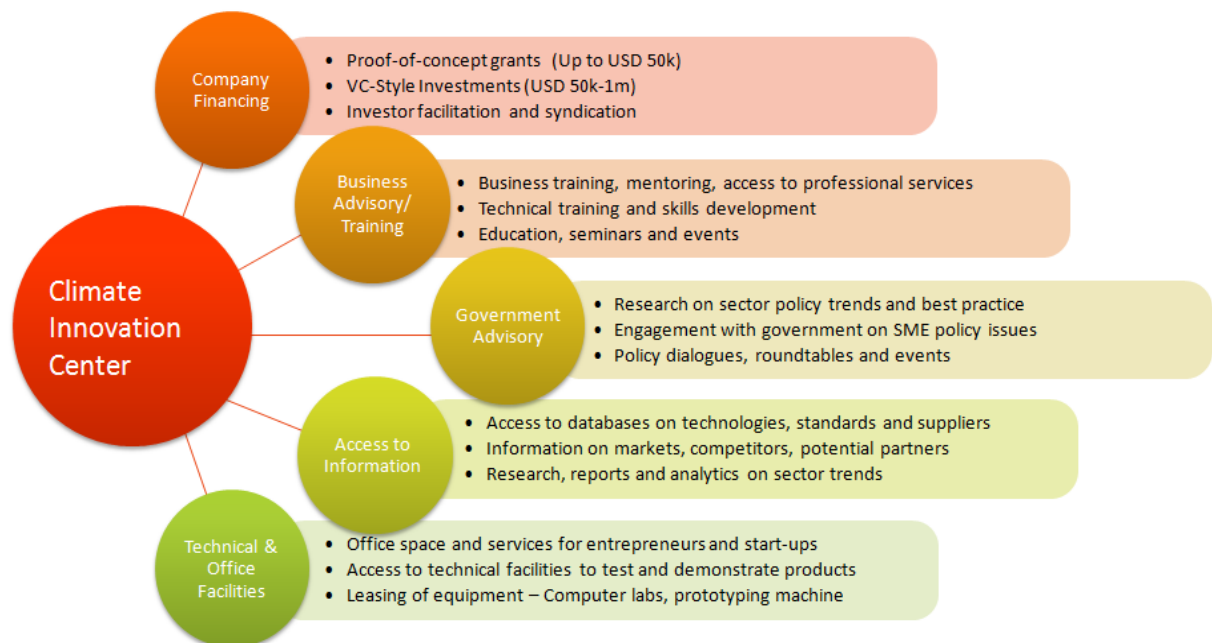 Company
Financing
• Proof-of-concept grants (Up to USD 50k)
• VC-Style Investments (USD 50k-1m)
• Investor facilitation and syndication
Business
Advisory/
Training
• Business training, mentoring, access to professional services
• Technical training and skills development
• Education, seminars and events
Climate
Innovation
Center
Government
Advisory
• Research on sector policy trends and best practice
• Engagement with government on SME policy issues
• Policy dialogues, roundtables and events
Access to
Information
• Access to databases on technologies, standards and suppliers
• Information on markets, competitors, potential partners
• Research, reports and analytics on sector trends
Technical &
Office
Facilities
• Office space and services for entrepreneurs and start-ups
• Access to technical facilities to test and demonstrate products
• Leasing of equipment – Computer labs, prototyping machine